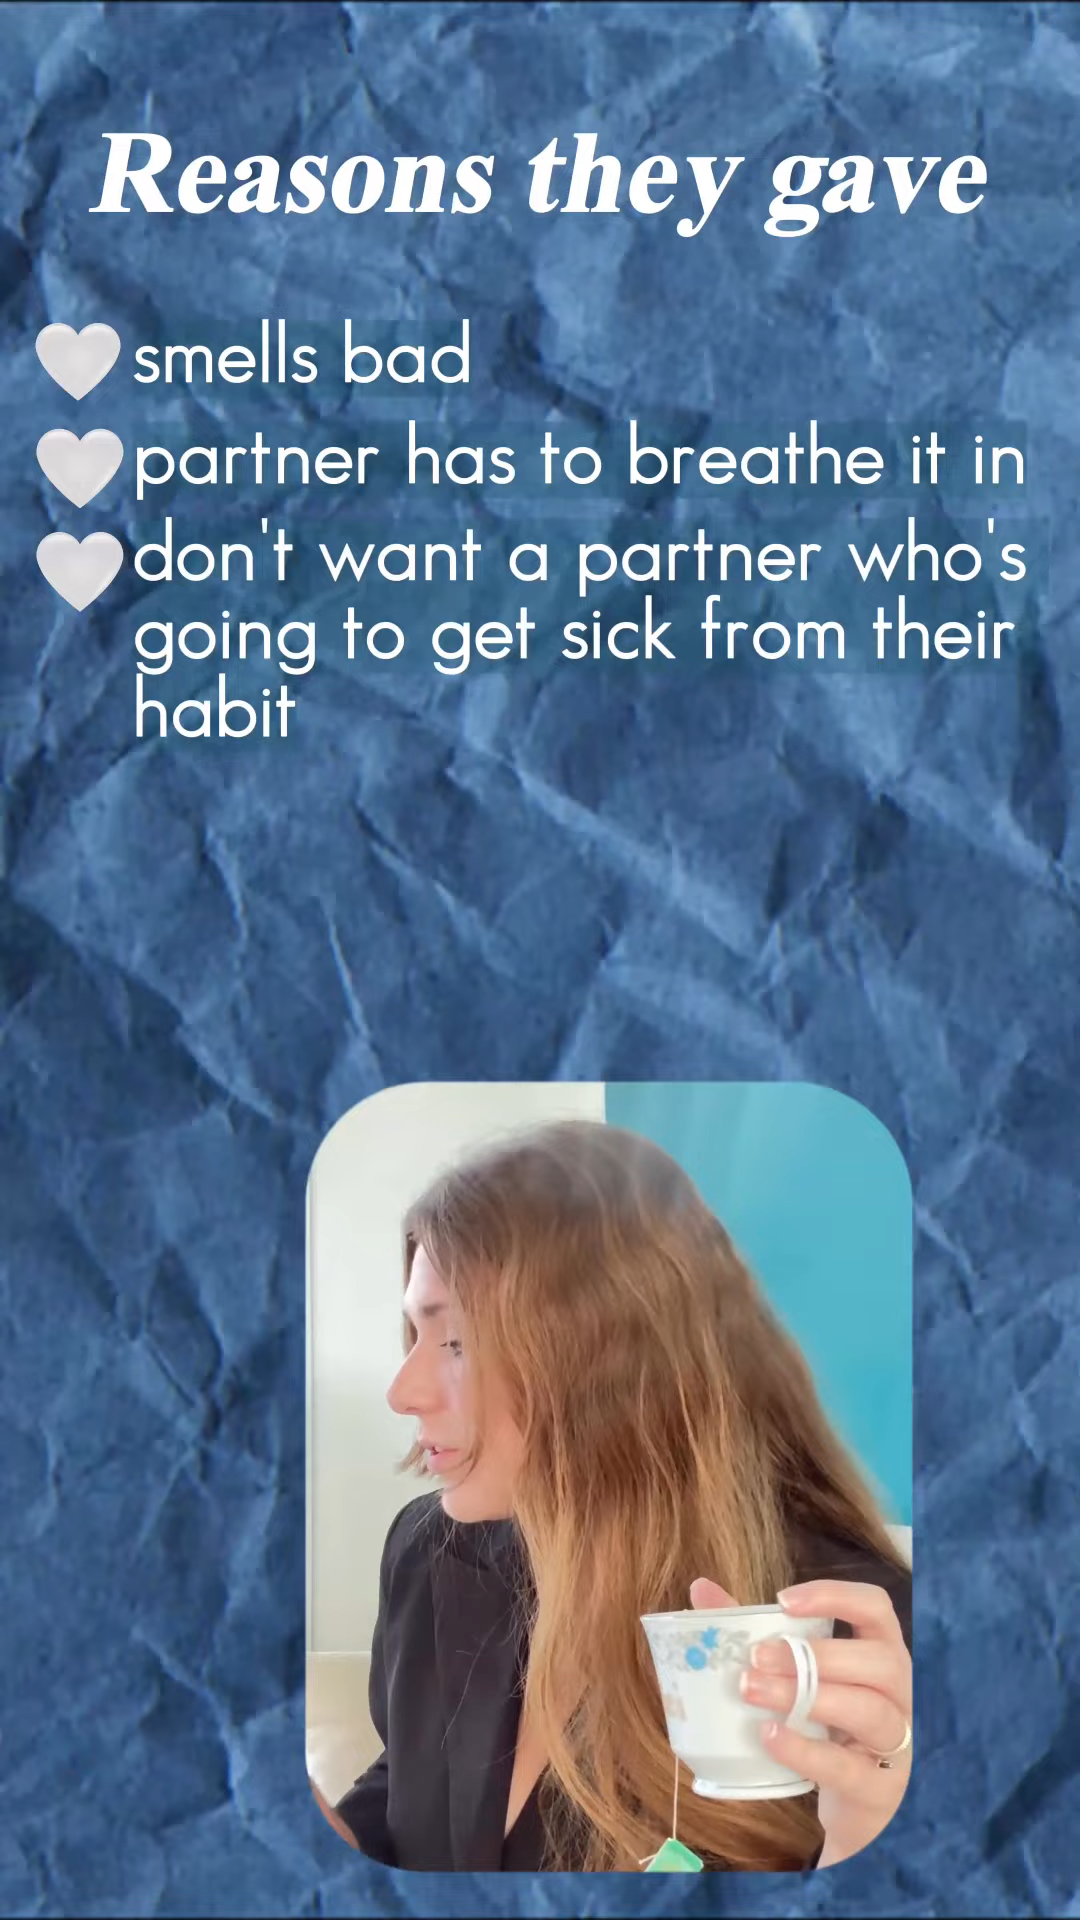 Reasons they gave
smells bad
partner has to breathe it in
don't want a partner who's
going to get sick from their
habit